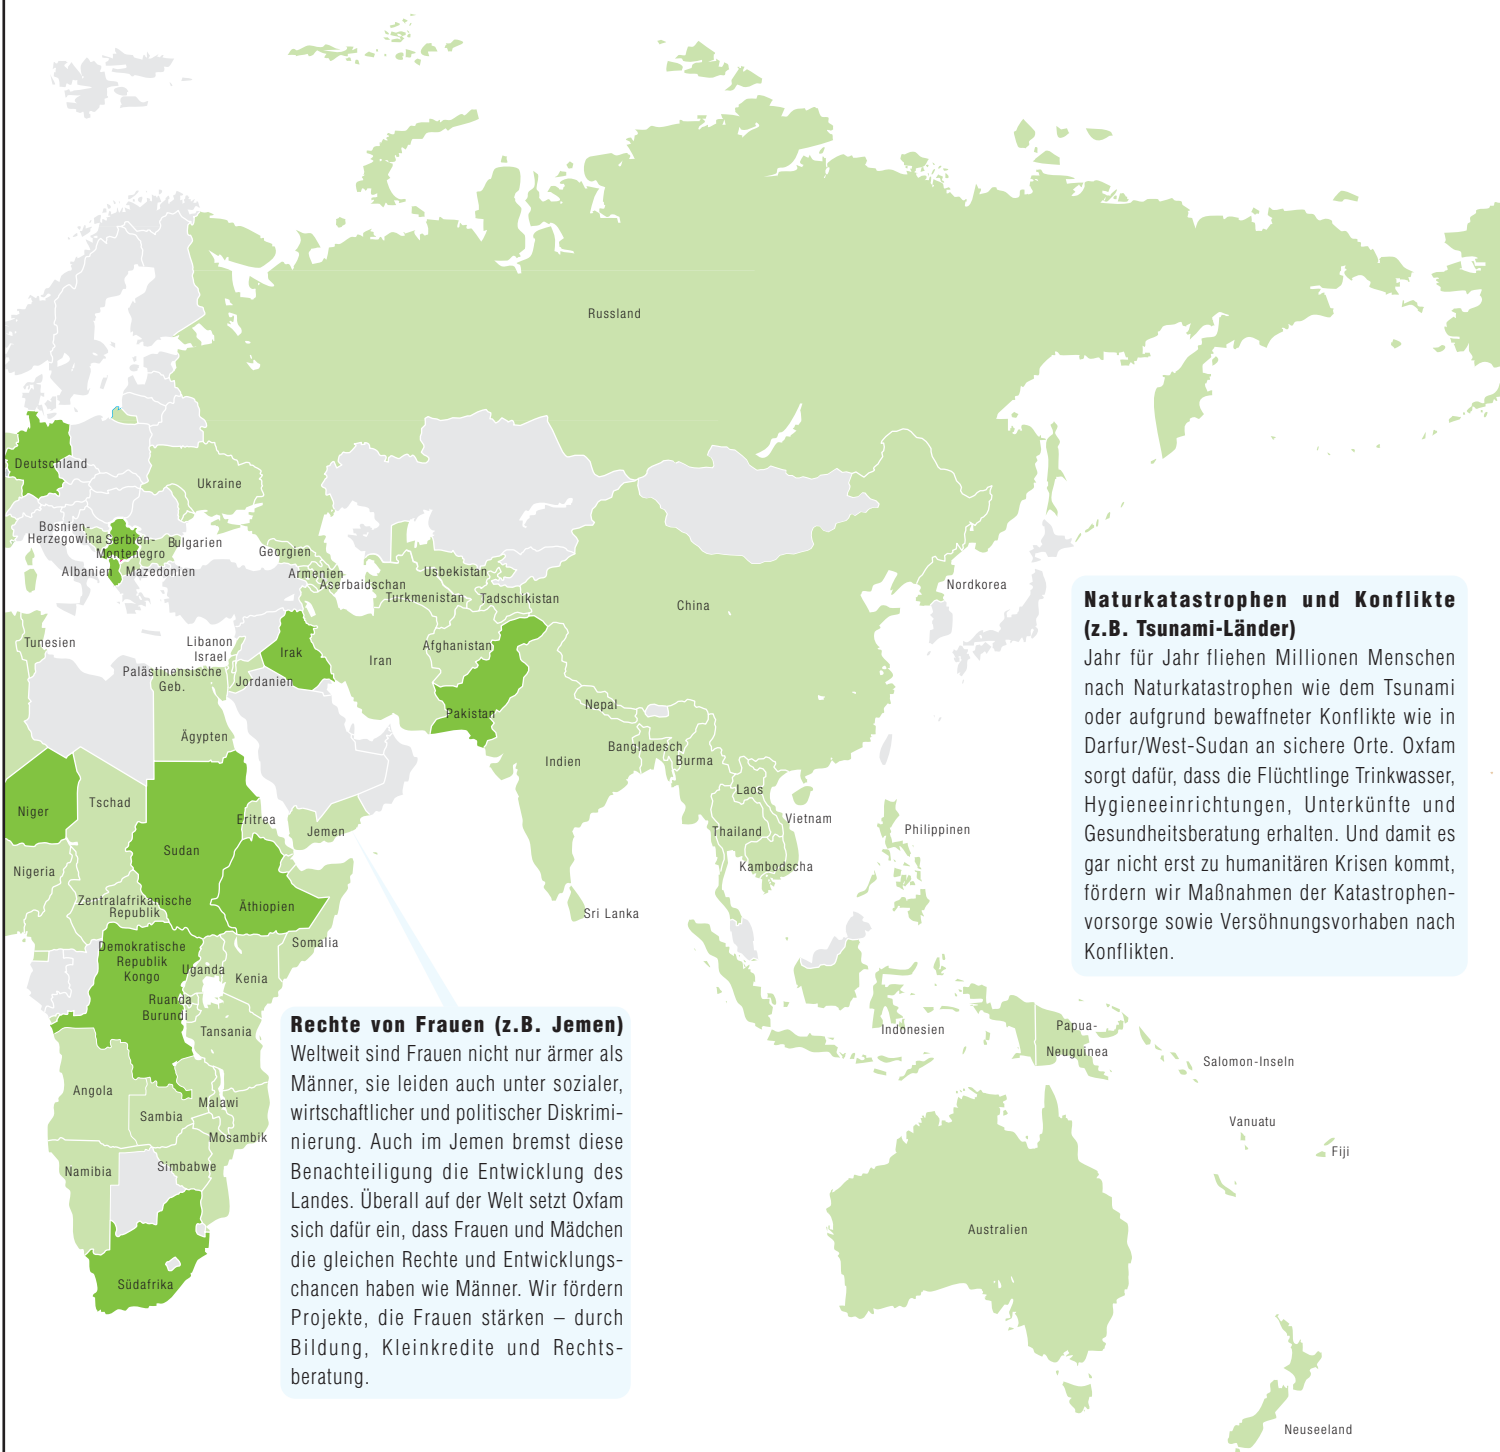 Russland
Deutschland
Ukraine
Bosnien-
Herzegowina
Serbien-
Montenegro
Bulgarien
Albanien
Mazedonien
Georgien
Armenien
Aserbaidschan
Usbekistan
Turkmenistan
Tadschikistan
China
Nordkorea
Tunesien
Libanon
Israel
Palästinensische
Geb.
Jordanien
Irak
Iran
Afghanistan
Pakistan
Nepal
Ägypten
Bangladesch
Indien
Burma
Laos
Vietnam
Thailand
Kambodscha
Philippinen
Niger
Tschad
Eritrea
Jemen
Sudan
Nigeria
Zentralafrikanische
Republik
Äthiopien
Sri Lanka
Somalia
Demokratische
Republik
Kongo
Uganda
Kenia
Ruanda
Burundi
Tansania
Indonesien
Papua-
Neuguinea
Salomon-Inseln
Angola
Malawi
Sambia
Mosambik
Vanuatu
Fiji
Namibia
Simbabwe
Australien
Südafrika
Neuseeland
Naturkatastrophen und Konflikte
(z.B. Tsunami-Länder)
Jahr für Jahr fliehen Millionen Menschen
nach Naturkatastrophen wie dem Tsunami
oder aufgrund bewaffneter Konflikte wie in
Darfur/West-Sudan an sichere Orte. Oxfam
sorgt dafür, dass die Flüchtlinge Trinkwasser,
Hygieneeinrichtungen, Unterkünfte und
Gesundheitsberatung erhalten. Und damit es
gar nicht erst zu humanitären Krisen kommt,
fördern wir Maßnahmen der Katastrophen-
vorsorge sowie Versöhnungsvorhaben nach
Konflikten.
Rechte von Frauen (z.B. Jemen)
Weltweit sind Frauen nicht nur ärmer als
Männer, sie leiden auch unter sozialer,
wirtschaftlicher und politischer Diskrimi-
nierung. Auch im Jemen bremst diese
Benachteiligung die Entwicklung des
Landes. Überall auf der Welt setzt Oxfam
sich dafür ein, dass Frauen und Mädchen
die gleichen Rechte und Entwicklungs-
chancen haben wie Männer. Wir fördern
Projekte, die Frauen stärken – durch
Bildung, Kleinkredite und Rechts-
beratung.